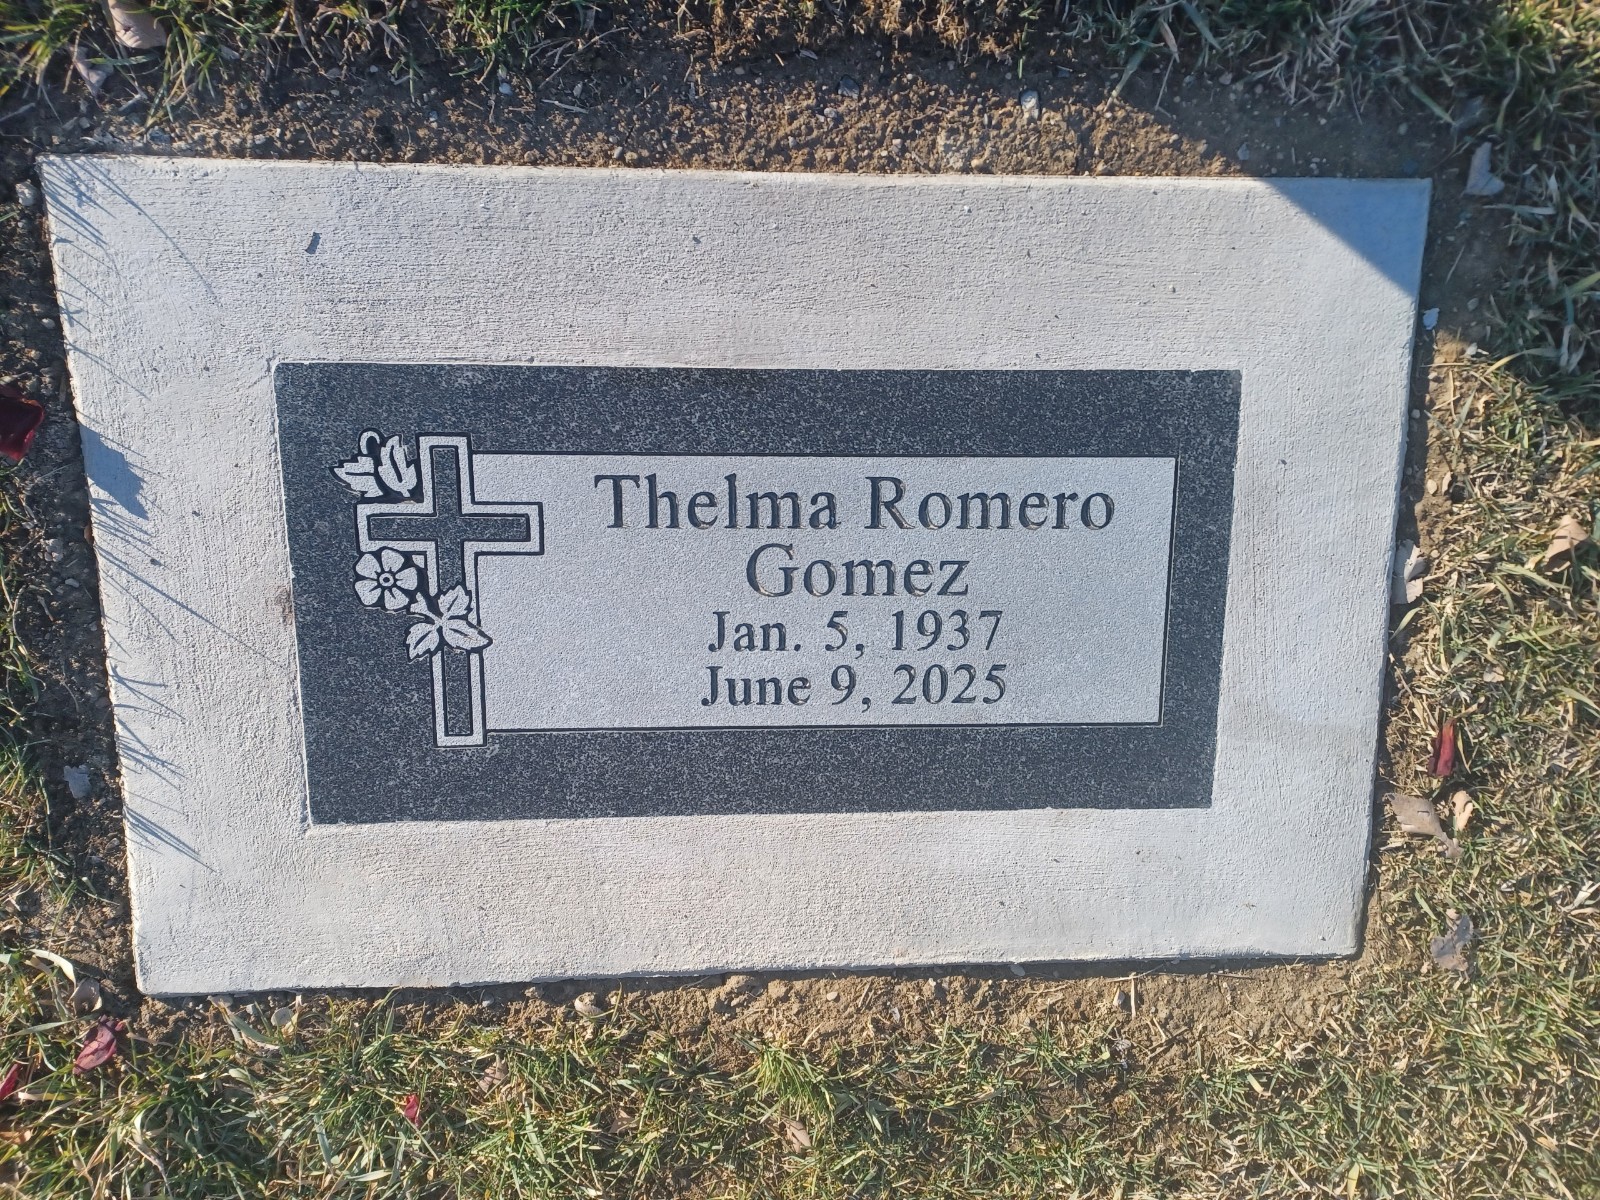 Thelma Romero
Gomez
Jan. 5, 1937
June 9, 2025